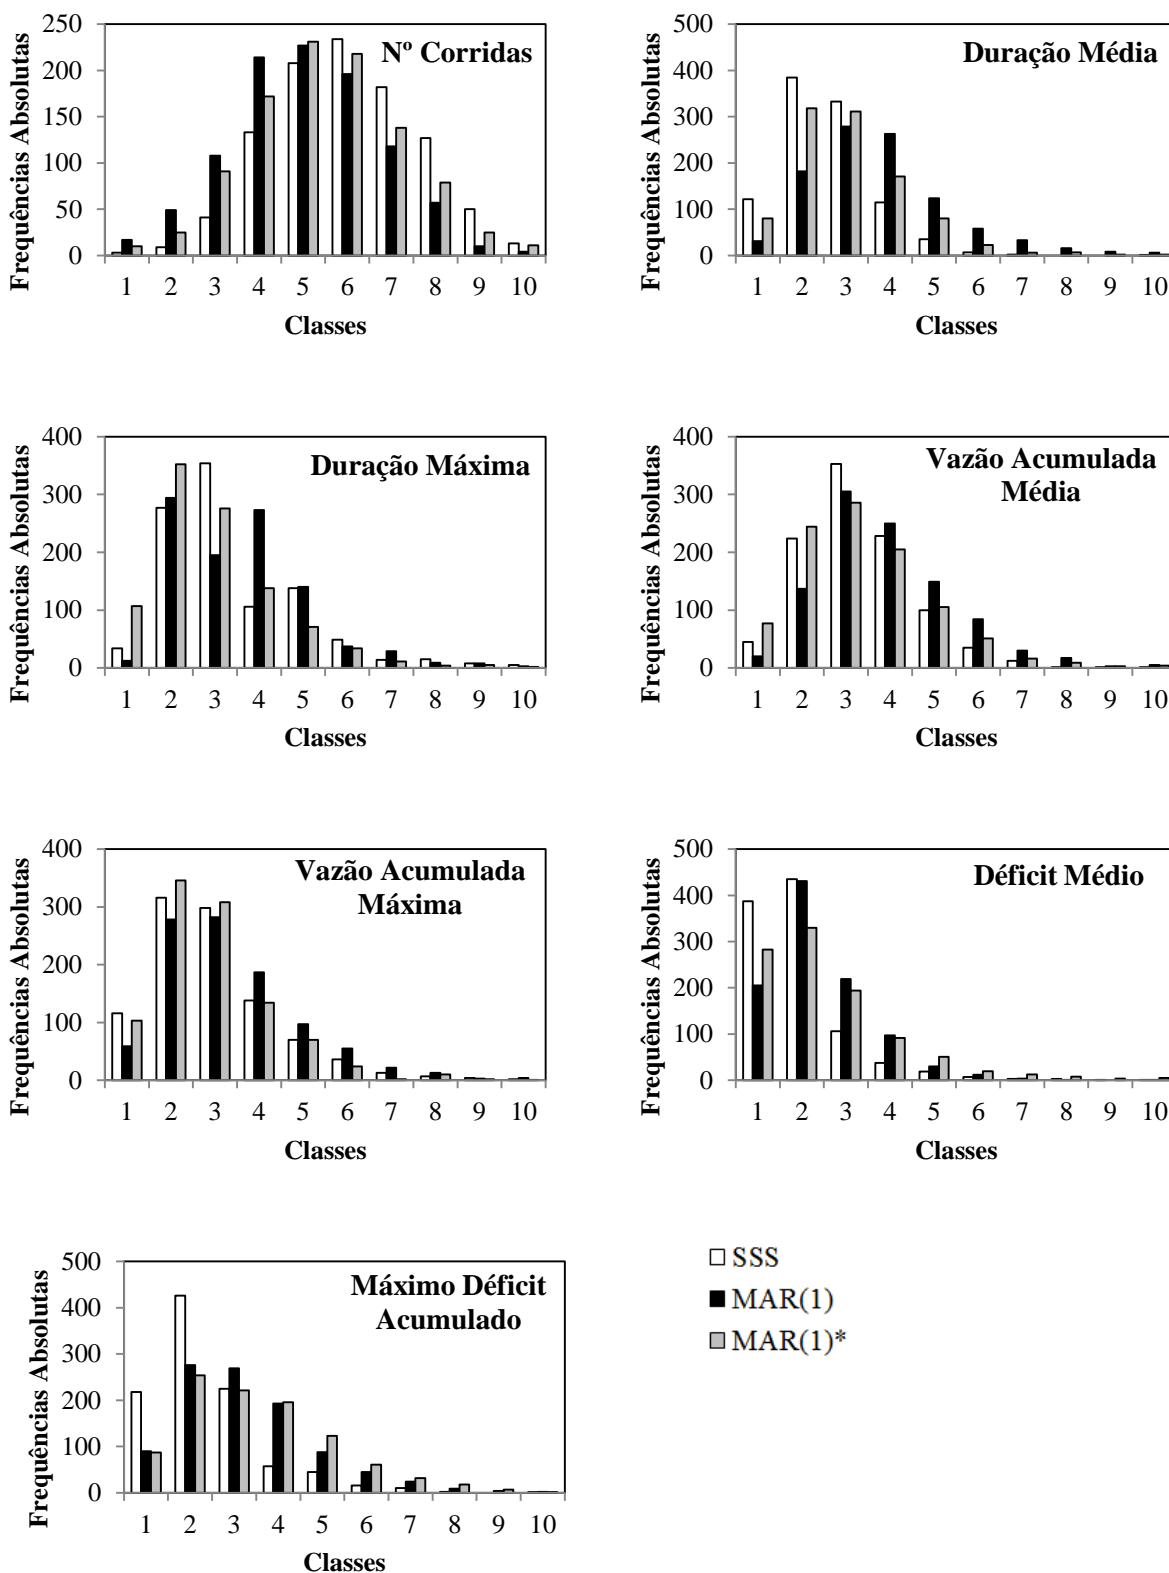 Nº Corridas
Frequências Absolutas
250
200
150
100
50
0
1 2 3 4 5 6 7 8 9 10
Classes
Duração Média
Frequências Absolutas
500
400
300
200
100
0
1 2 3 4 5 6 7 8 9 10
Classes
Duração Máxima
Frequências Absolutas
400
300
200
100
0
1 2 3 4 5 6 7 8 9 10
Classes
Vazão Acumulada
Média
Frequências Absolutas
400
300
200
100
0
1 2 3 4 5 6 7 8 9 10
Classes
Vazão Acumulada
Máxima
Frequências Absolutas
400
300
200
100
0
1 2 3 4 5 6 7 8 9 10
Classes
Déficit Médio
Frequências Absolutas
500
400
300
200
100
0
1 2 3 4 5 6 7 8 9 10
Classes
Máximo Déficit
Acumulado
Frequências Absolutas
500
400
300
200
100
0
1 2 3 4 5 6 7 8 9 10
Classes
SSS
MAR(1)
MAR(1)*